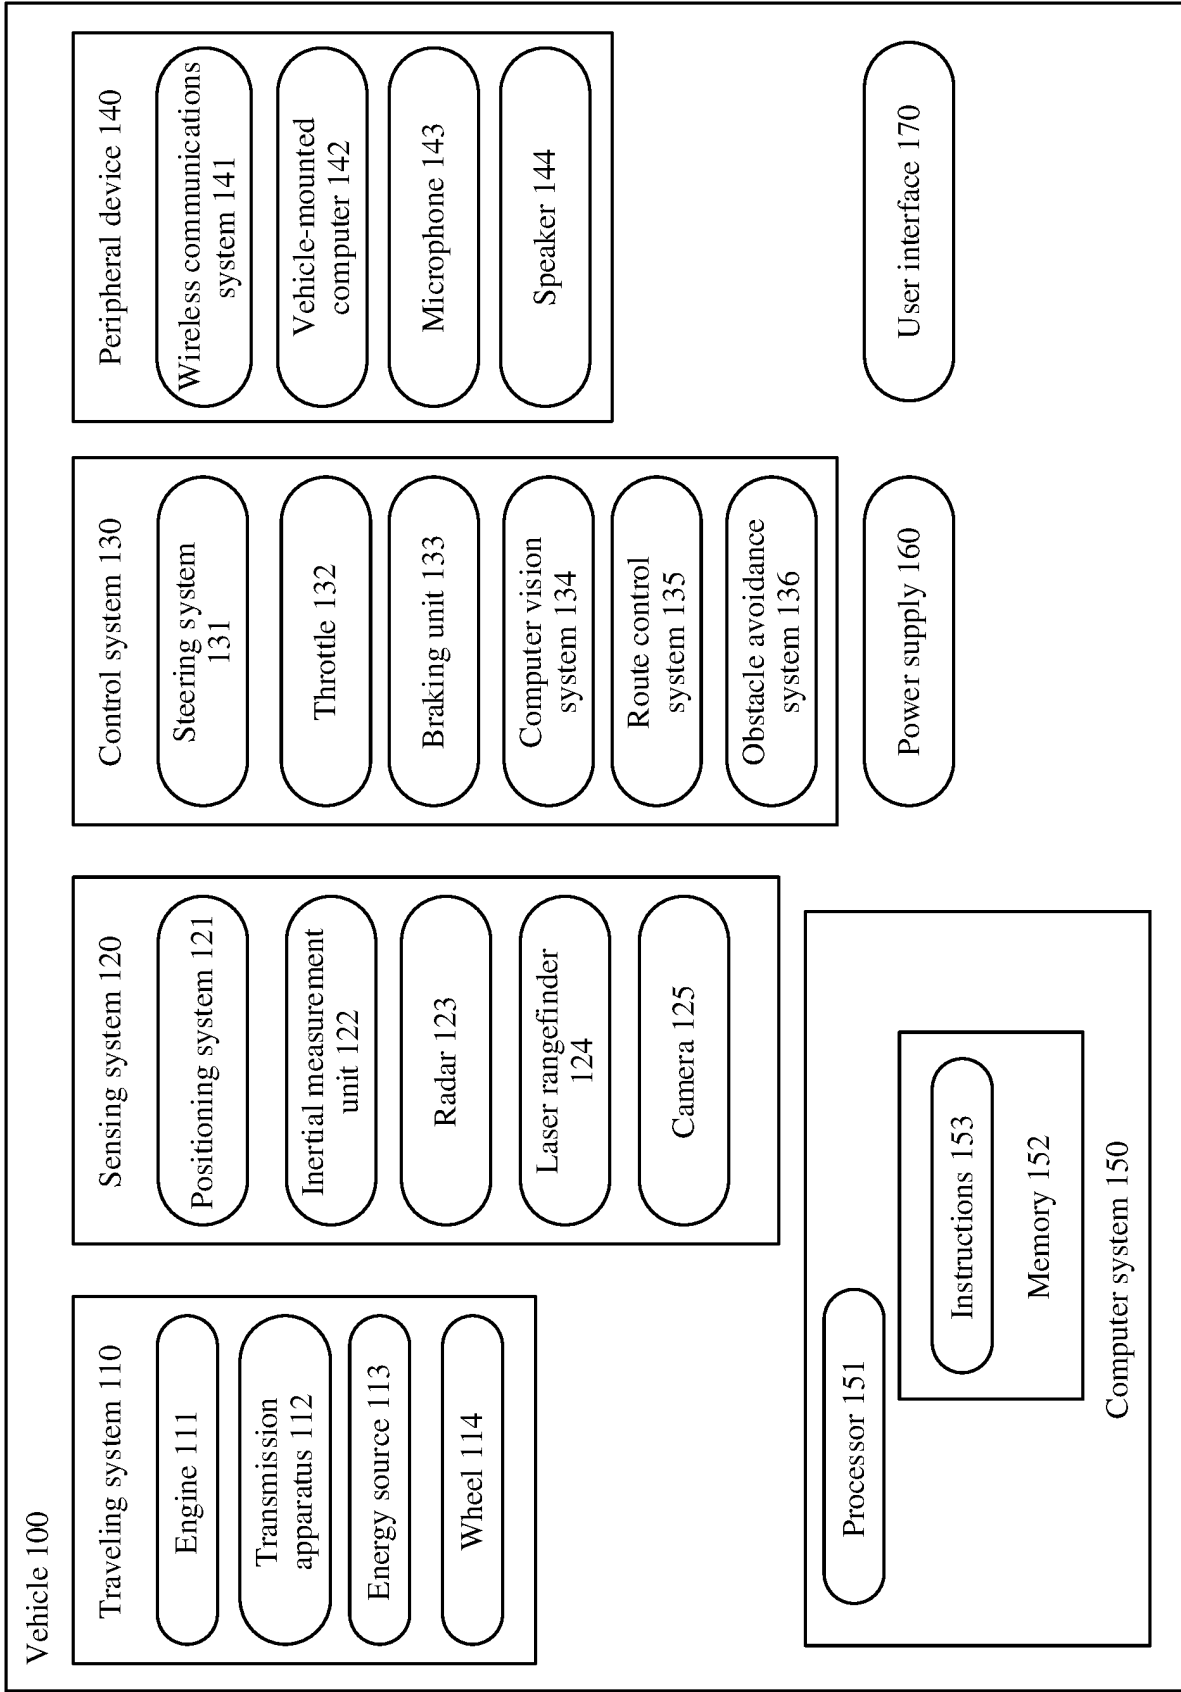 Vehicle 100
Traveling system 110
Engine 111
Transmission
apparatus 112
Energy source 113
Wheel 114
Sensing system 120
Positioning system 121
Inertial measurement
unit 122
Radar 123
Laser rangefinder
124
Camera 125
Control system 130
Steering system
131
Throttle 132
Braking unit 133
Computer vision
system 134
Route control
system 135
Obstacle avoidance
system 136
Peripheral device 140
Wireless communications
system 141
Vehicle-mounted
computer 142
Microphone 143
Speaker 144
Processor 151
Instructions 153
Memory 152
Computer system 150
Power supply 160
User interface 170